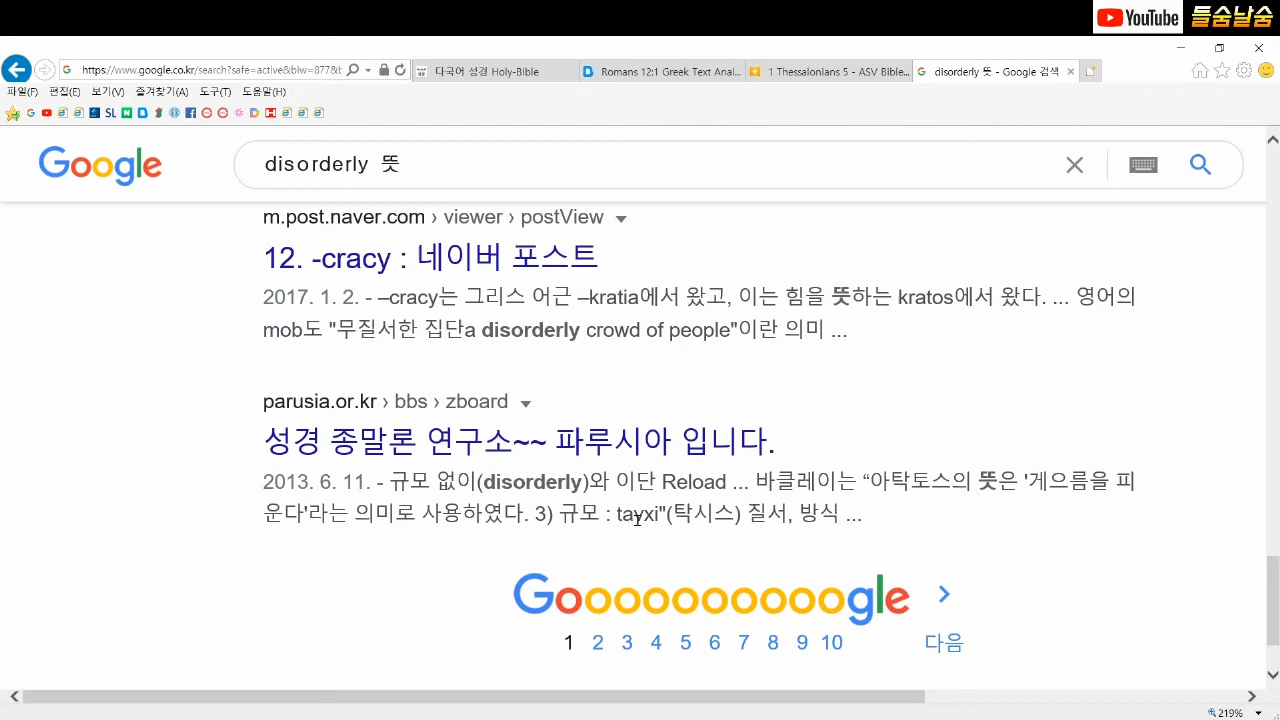 YouTube 들숨날숨
https://www.google.co.kr/search?safe=active&biw=877&b
다국어 성경 Holy-Bible
Romans 12:1 Greek Text Anal...
1 Thessalonians 5 - ASV Bible...
disorderly 뜻 - Google 검색
파일(F) 편집(E) 보기(V) 즐겨찾기(A) 도구(T) 도움말(H)
Google
disorderly 뜻
m.post.naver.com › viewer › postView
12. -cracy : 네이버 포스트
2017. 1. 2. - –cracy는 그리스 어근 –kratia에서 왔고, 이는 힘을 뜻하는 kratos에서 왔다. ... 영어의
mob도 "무질서한 집단a disorderly crowd of people"이란 의미 ...
parusia.or.kr › bbs › zboard
성경 종말론 연구소~~ 파루시아 입니다.
2013. 6. 11. - 규모 없이(disorderly)와 이단 Reload ... 바클레이는 “아탁토스의 뜻은 '게으름을 피
운다'라는 의미로 사용하였다. 3) 규모 : tavxi"(탁시스) 질서, 방식 ...
Goooooooooogle
1 2 3 4 5 6 7 8 9 10 다음
219%